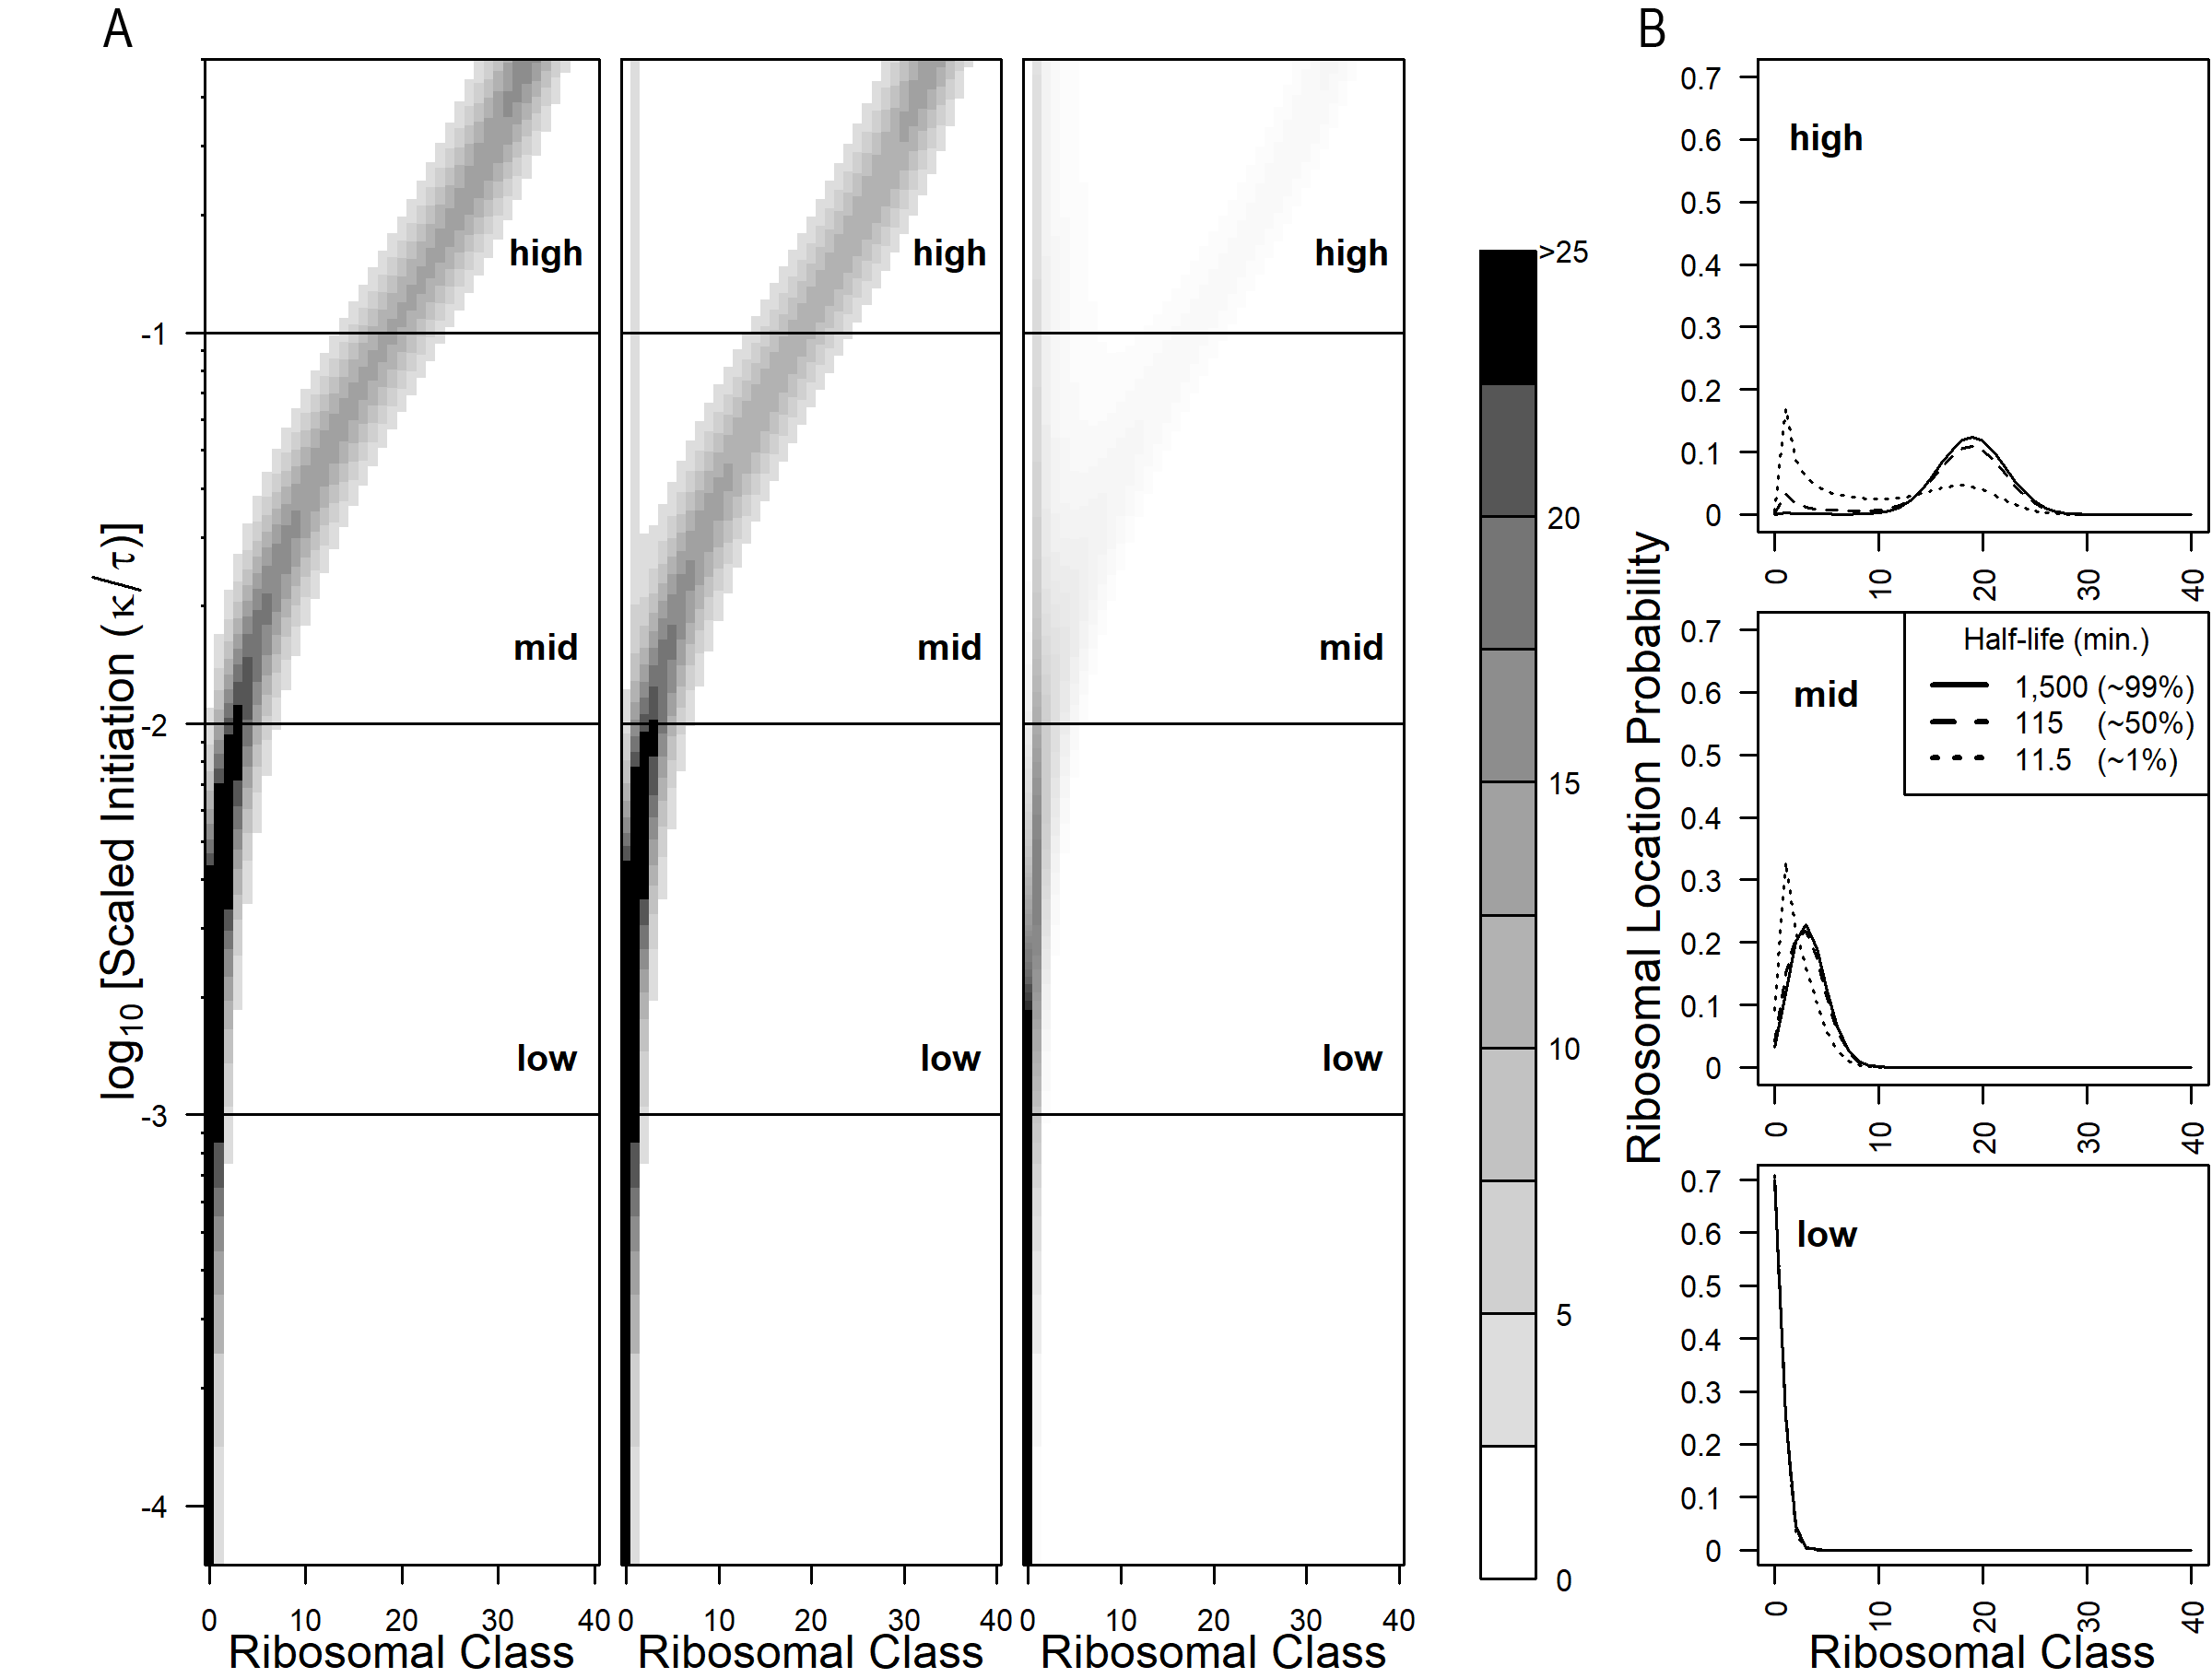 A
B
log10 [Scaled Initiation (κ/τ)]
-1
-2
-3
-4
high
mid
low
high
mid
low
high
mid
low
0 10 20 30 40
0 10 20 30 40
0 10 20 30 40
Ribosomal Class
Ribosomal Class
Ribosomal Class
>25
20
15
10
5
0
Ribosomal Location Probability
0.7
0.6
0.5
0.4
0.3
0.2
0.1
0
high
0 10 20 30 40
0.7
0.6
0.5
0.4
0.3
0.2
0.1
0
mid
Half-life (min.)
1,500 (~99%)
115 (~50%)
11.5 (~1%)
0 10 20 30 40
0.7
0.6
0.5
0.4
0.3
0.2
0.1
0
low
0 10 20 30 40
Ribosomal Class